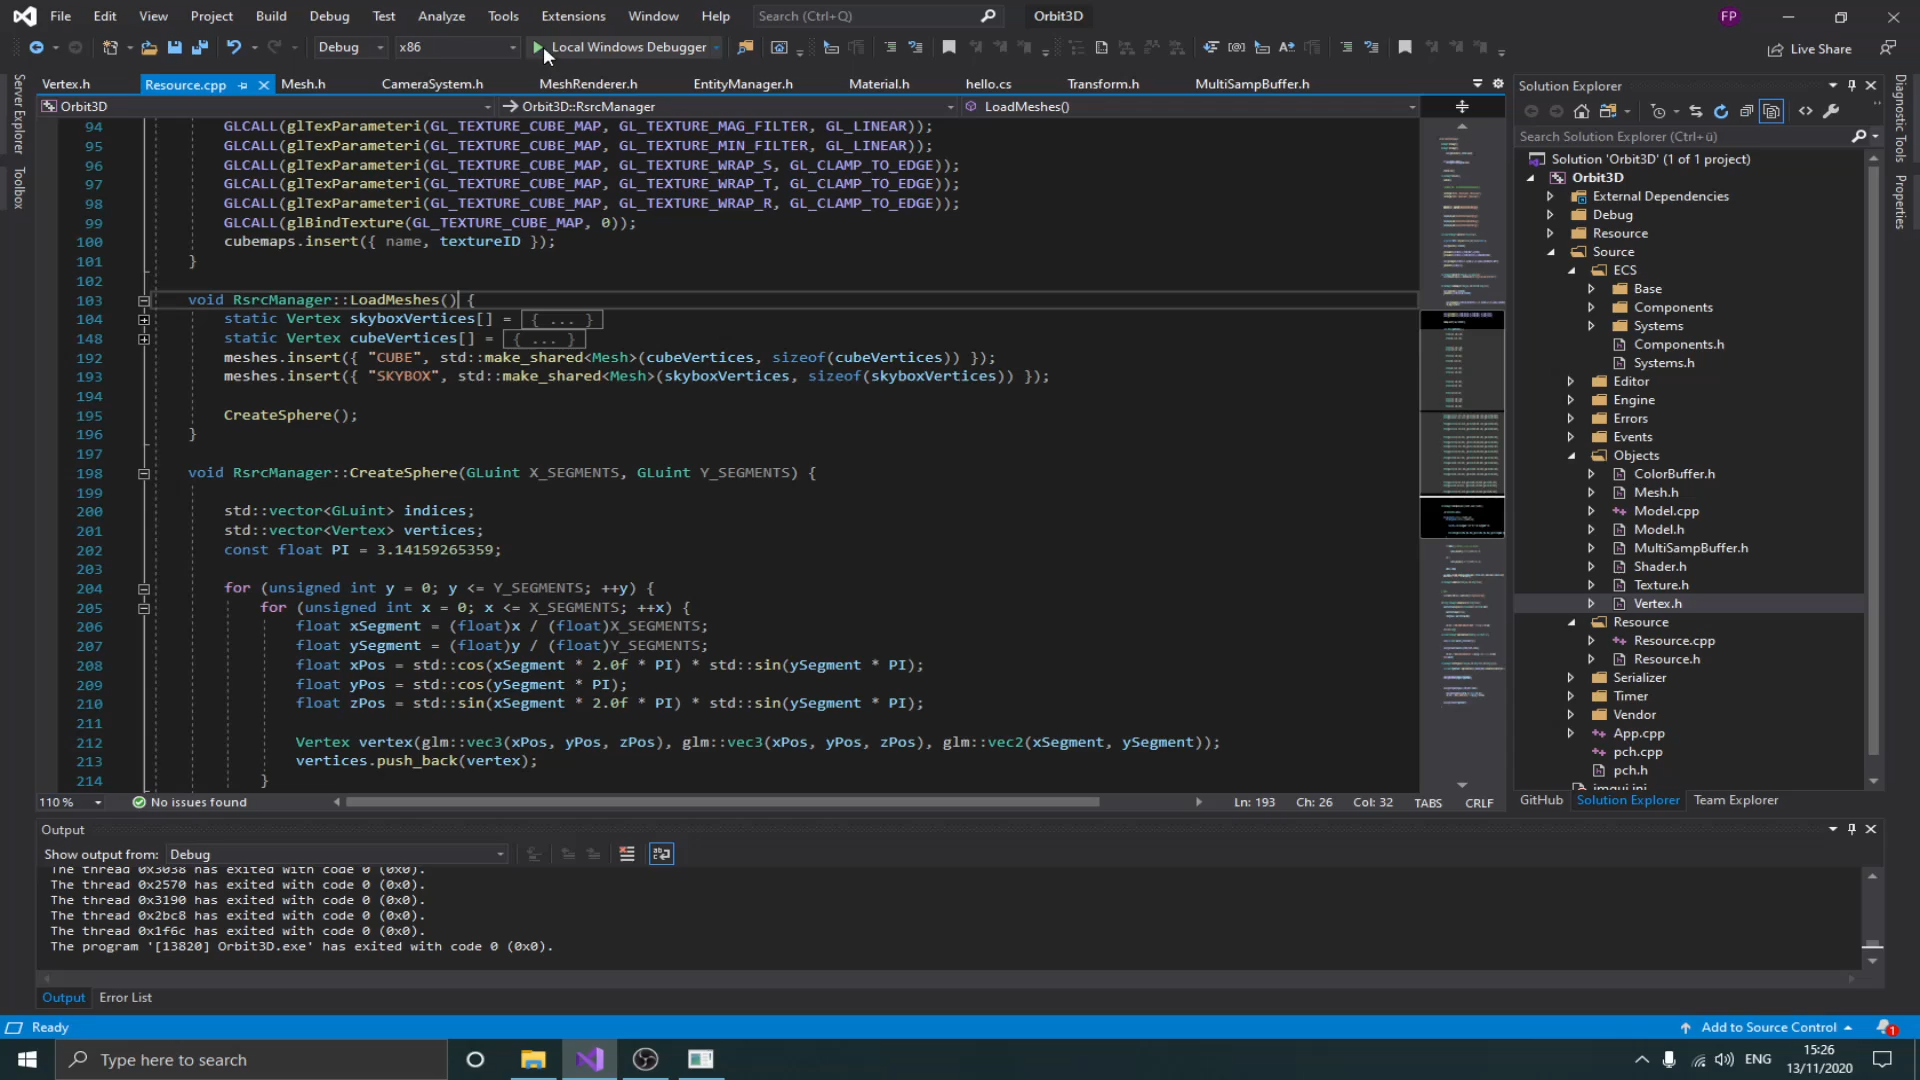 File Edit View Project Build Debug Test Analyze Tools Extensions Window Help Search (Ctrl+Q) Orbit3D FP
Debug x86 Local Windows Debugger Live Share
Vertex.h Resource.cpp Mesh.h CameraSystem.h MeshRenderer.h EntityManager.h Material.h hello.cs Transform.h MultiSampBuffer.h
Orbit3D Orbit3D::RsrcManager LoadMeshes()
94 GLCALL(glTexParameteri(GL_TEXTURE_CUBE_MAP, GL_TEXTURE_MAG_FILTER, GL_LINEAR));
95 GLCALL(glTexParameteri(GL_TEXTURE_CUBE_MAP, GL_TEXTURE_MIN_FILTER, GL_LINEAR));
96 GLCALL(glTexParameteri(GL_TEXTURE_CUBE_MAP, GL_TEXTURE_WRAP_S, GL_CLAMP_TO_EDGE));
97 GLCALL(glTexParameteri(GL_TEXTURE_CUBE_MAP, GL_TEXTURE_WRAP_T, GL_CLAMP_TO_EDGE));
98 GLCALL(glTexParameteri(GL_TEXTURE_CUBE_MAP, GL_TEXTURE_WRAP_R, GL_CLAMP_TO_EDGE));
99 GLCALL(glBindTexture(GL_TEXTURE_CUBE_MAP, 0));
100 cubemaps.insert({ name, textureID });
101 }
102
103 void RsrcManager::LoadMeshes() {
104 static Vertex skyboxVertices[] = { ... }
148 static Vertex cubeVertices[] = { ... }
192 meshes.insert({ "CUBE", std::make_shared<Mesh>(cubeVertices, sizeof(cubeVertices)) });
193 meshes.insert({ "SKYBOX", std::make_shared<Mesh>(skyboxVertices, sizeof(skyboxVertices)) });
194
195 CreateSphere();
196 }
197
198 void RsrcManager::CreateSphere(GLuint X_SEGMENTS, GLuint Y_SEGMENTS) {
199
200 std::vector<GLuint> indices;
201 std::vector<Vertex> vertices;
202 const float PI = 3.14159265359;
203
204 for (unsigned int y = 0; y <= Y_SEGMENTS; ++y) {
205 for (unsigned int x = 0; x <= X_SEGMENTS; ++x) {
206 float xSegment = (float)x / (float)X_SEGMENTS;
207 float ySegment = (float)y / (float)Y_SEGMENTS;
208 float xPos = std::cos(xSegment * 2.0f * PI) * std::sin(ySegment * PI);
209 float yPos = std::cos(ySegment * PI);
210 float zPos = std::sin(xSegment * 2.0f * PI) * std::sin(ySegment * PI);
211
212 Vertex vertex(glm::vec3(xPos, yPos, zPos), glm::vec3(xPos, yPos, zPos), glm::vec2(xSegment, ySegment));
213 vertices.push_back(vertex);
214 }
110 % No issues found Ln: 193 Ch: 26 Col: 32 TABS CRLF
Server Explorer
Toolbox
Solution Explorer
Search Solution Explorer (Ctrl+ü)
Solution 'Orbit3D' (1 of 1 project)
Orbit3D
External Dependencies
Debug
Resource
Source
ECS
Base
Components
Systems
Components.h
Systems.h
Editor
Engine
Errors
Events
Objects
ColorBuffer.h
Mesh.h
Model.cpp
Model.h
MultiSampBuffer.h
Shader.h
Texture.h
Vertex.h
Resource
Resource.cpp
Resource.h
Serializer
Timer
Vendor
App.cpp
pch.cpp
pch.h
imgui.ini
GitHub Solution Explorer Team Explorer
Diagnostic Tools
Properties
Output
Show output from: Debug
The thread 0x3038 has exited with code 0 (0x0).
The thread 0x2570 has exited with code 0 (0x0).
The thread 0x3190 has exited with code 0 (0x0).
The thread 0x2bc8 has exited with code 0 (0x0).
The thread 0x1f6c has exited with code 0 (0x0).
The program '[13820] Orbit3D.exe' has exited with code 0 (0x0).
Output Error List
Ready Add to Source Control 1
Type here to search ENG 15:26
13/11/2020